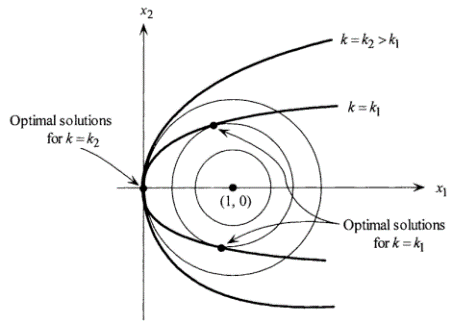 x2
k = k2 > k1
k = k1
Optimal solutions
for k = k2
x1
(1, 0)
Optimal solutions
for k = k1